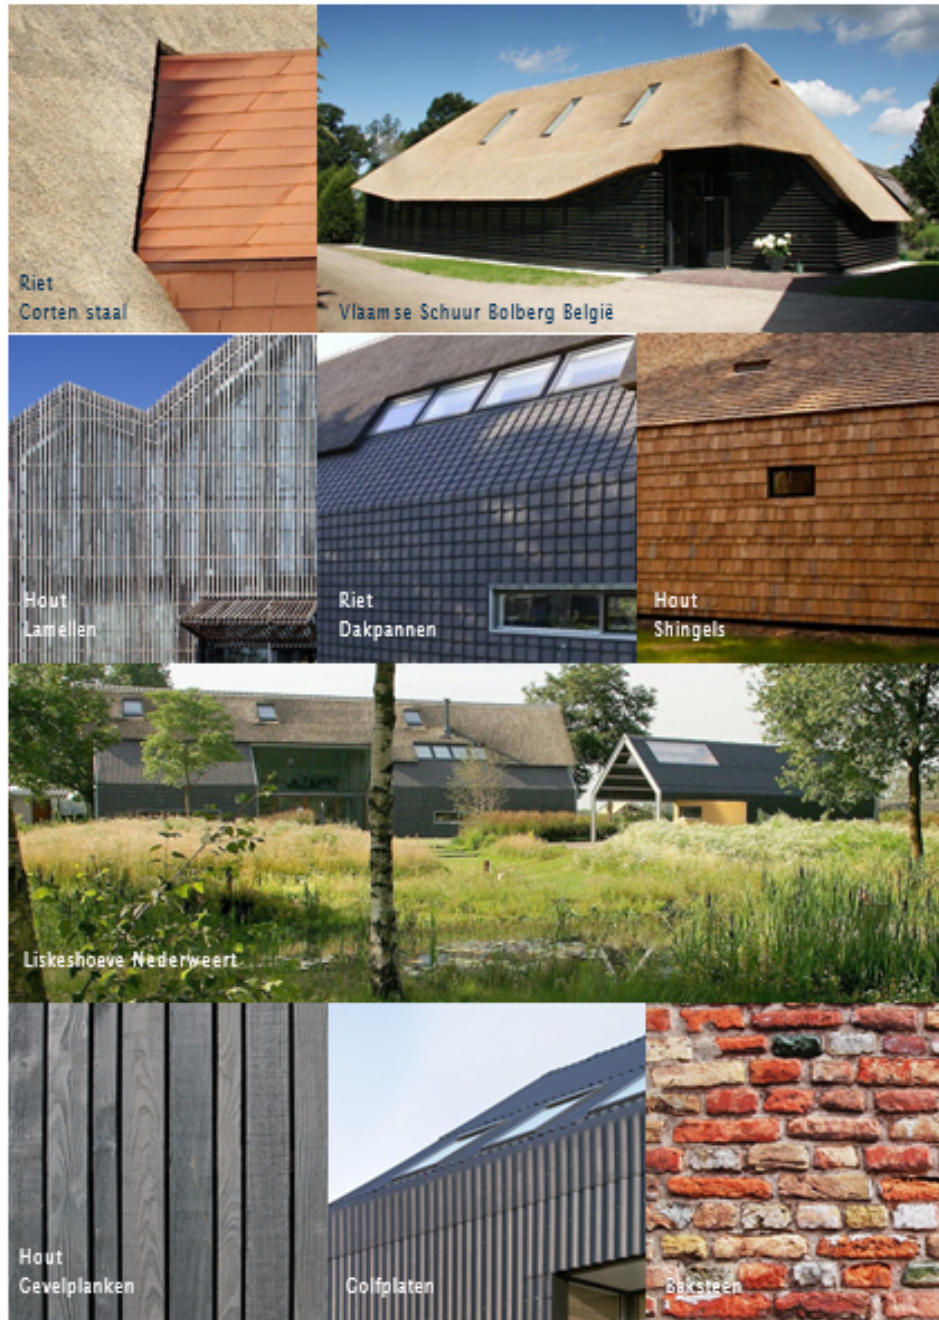 Riet
Corten staal
Vlaamse Schuur Bolberg België
Hout
Lamellen
Riet
Dakpannen
Hout
Shingels
Liskeshoeve Nederweert
Hout
Gevelplanken
Golfplaten
Baksteen